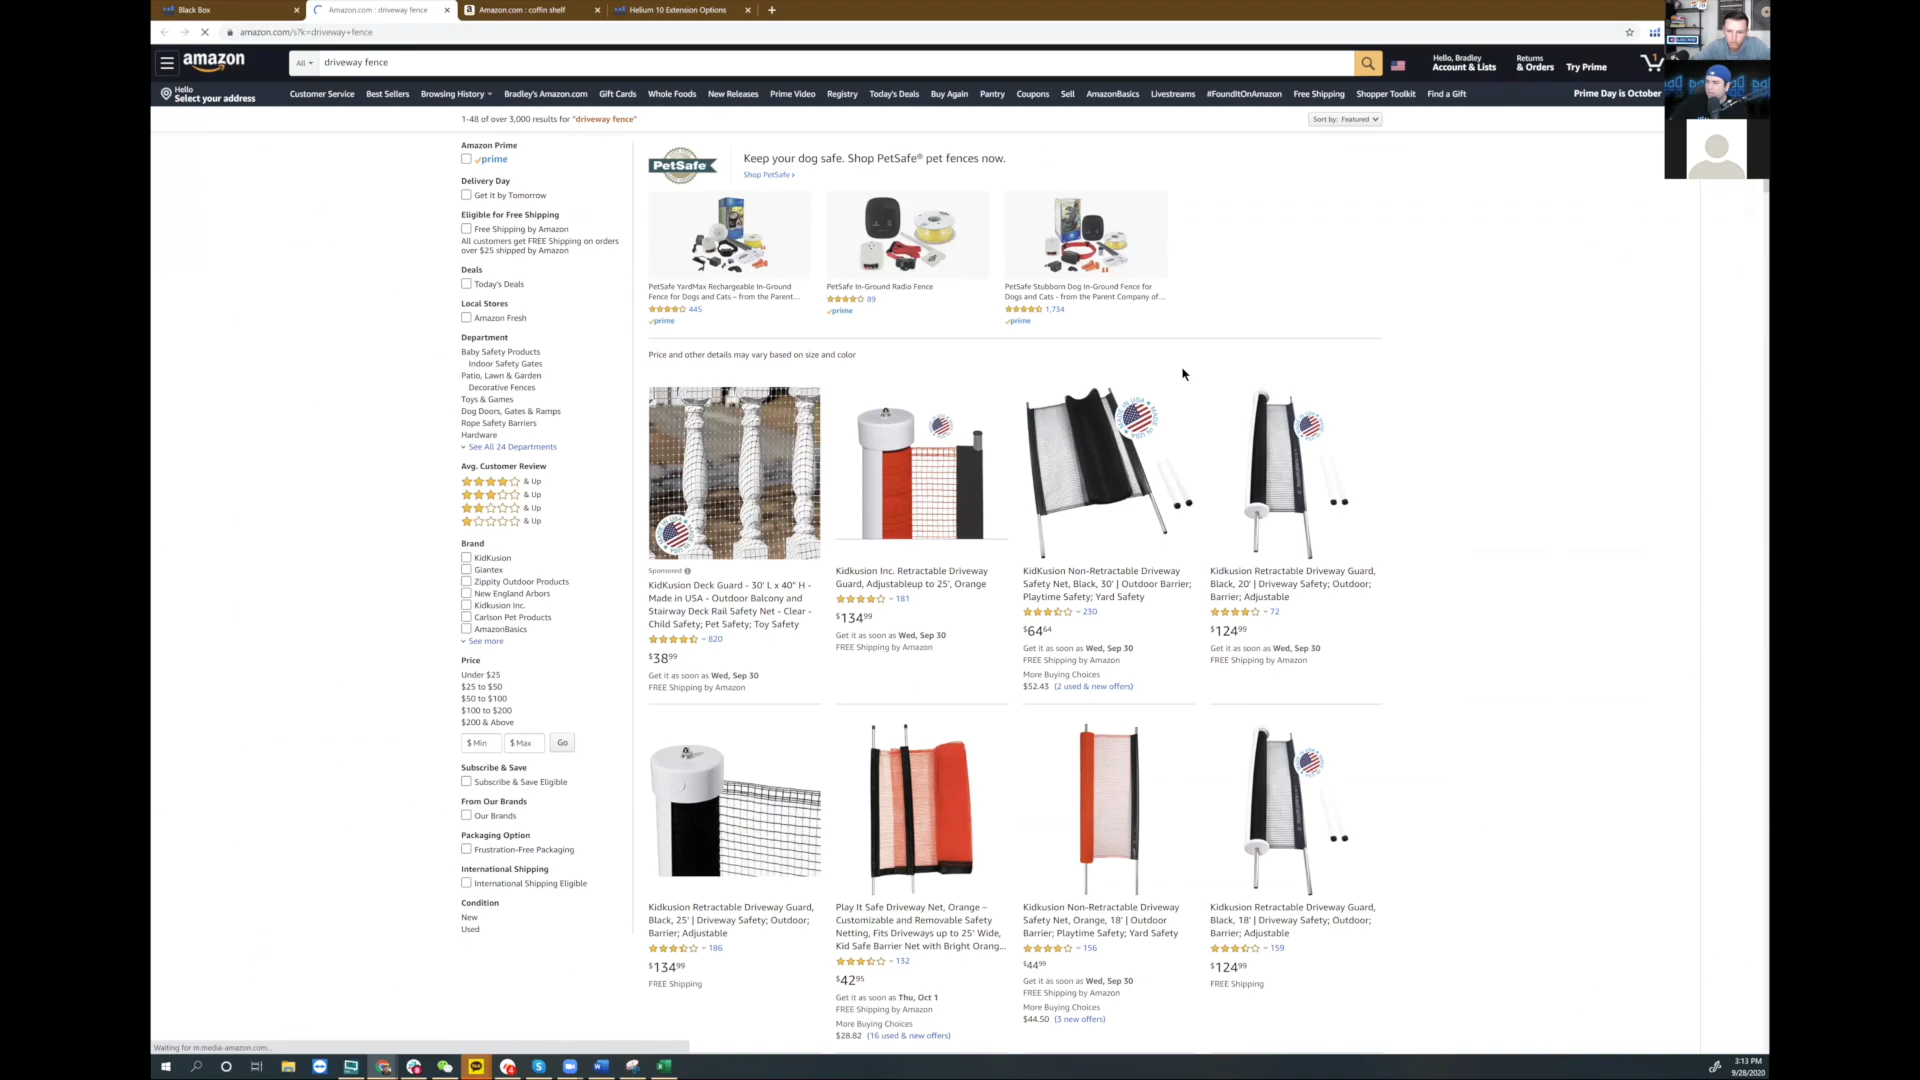 Black Box
Amazon.com : driveway fence
Amazon.com : coffin shelf
Helium 10 Extension Options
amazon.com/s?k=driveway+fence
amazon
All
driveway fence
Hello, Bradley
Account & Lists
Returns
& Orders
Try Prime
1
Hello
Select your address
Customer Service
Best Sellers
Browsing History
Bradley's Amazon.com
Gift Cards
Whole Foods
New Releases
Prime Video
Registry
Today's Deals
Buy Again
Pantry
Coupons
Sell
AmazonBasics
Livestreams
#FoundItOnAmazon
Free Shipping
Shopper Toolkit
Find a Gift
Prime Day is October
1-48 of over 3,000 results for "driveway fence"
Sort by: Featured
Amazon Prime
prime
Delivery Day
Get It by Tomorrow
Eligible for Free Shipping
Free Shipping by Amazon
All customers get FREE Shipping on orders
over $25 shipped by Amazon
Deals
Today's Deals
Local Stores
Amazon Fresh
Department
Baby Safety Products
Indoor Safety Gates
Patio, Lawn & Garden
Decorative Fences
Toys & Games
Dog Doors, Gates & Ramps
Rope Safety Barriers
Hardware
See All 24 Departments
Avg. Customer Review
& Up
& Up
& Up
& Up
Brand
KidKusion
Giantex
Zippity Outdoor Products
New England Arbors
Kidkusion Inc.
Carlson Pet Products
AmazonBasics
See more
Price
Under $25
$25 to $50
$50 to $100
$100 to $200
$200 & Above
$ Min
$ Max
Go
Subscribe & Save
Subscribe & Save Eligible
From Our Brands
Our Brands
Packaging Option
Frustration-Free Packaging
International Shipping
International Shipping Eligible
Condition
New
Used
PetSafe
Keep your dog safe. Shop PetSafe® pet fences now.
Shop PetSafe ›
PetSafe YardMax Rechargeable In-Ground
Fence for Dogs and Cats – from the Parent...
445
prime
PetSafe In-Ground Radio Fence
89
prime
PetSafe Stubborn Dog In-Ground Fence for
Dogs and Cats - from the Parent Company of...
1,734
prime
Price and other details may vary based on size and color
Sponsored
KidKusion Deck Guard - 30' L x 40" H -
Made in USA - Outdoor Balcony and
Stairway Deck Rail Safety Net - Clear -
Child Safety; Pet Safety; Toy Safety
820
$38 99
Get it as soon as Wed, Sep 30
FREE Shipping by Amazon
Kidkusion Inc. Retractable Driveway
Guard, Adjustableup to 25', Orange
181
$134 99
Get it as soon as Wed, Sep 30
FREE Shipping by Amazon
MADE IN USA
KidKusion Non-Retractable Driveway
Safety Net, Black, 30' | Outdoor Barrier;
Playtime Safety; Yard Safety
230
$64 64
Get it as soon as Wed, Sep 30
FREE Shipping by Amazon
More Buying Choices
$52.43 (2 used & new offers)
KidKusion Retractable Driveway Guard,
Black, 20' | Driveway Safety; Outdoor;
Barrier; Adjustable
72
$124 99
Get it as soon as Wed, Sep 30
FREE Shipping by Amazon
Kidkusion Retractable Driveway Guard,
Black, 25' | Driveway Safety; Outdoor;
Barrier; Adjustable
186
$134 99
FREE Shipping
Play It Safe Driveway Net, Orange –
Customizable and Removable Safety
Netting, Fits Driveways up to 25' Wide,
Kid Safe Barrier Net with Bright Orang...
132
$42 95
Get it as soon as Thu, Oct 1
FREE Shipping by Amazon
More Buying Choices
$28.82 (16 used & new offers)
Kidkusion Non-Retractable Driveway
Safety Net, Orange, 18' | Outdoor
Barrier; Playtime Safety; Yard Safety
156
$44 99
Get it as soon as Wed, Sep 30
FREE Shipping by Amazon
More Buying Choices
$44.50 (3 new offers)
Kidkusion Retractable Driveway Guard,
Black, 18' | Driveway Safety; Outdoor;
Barrier; Adjustable
159
$124 99
FREE Shipping
Waiting for m.media-amazon.com...
3:13 PM
9/28/2020